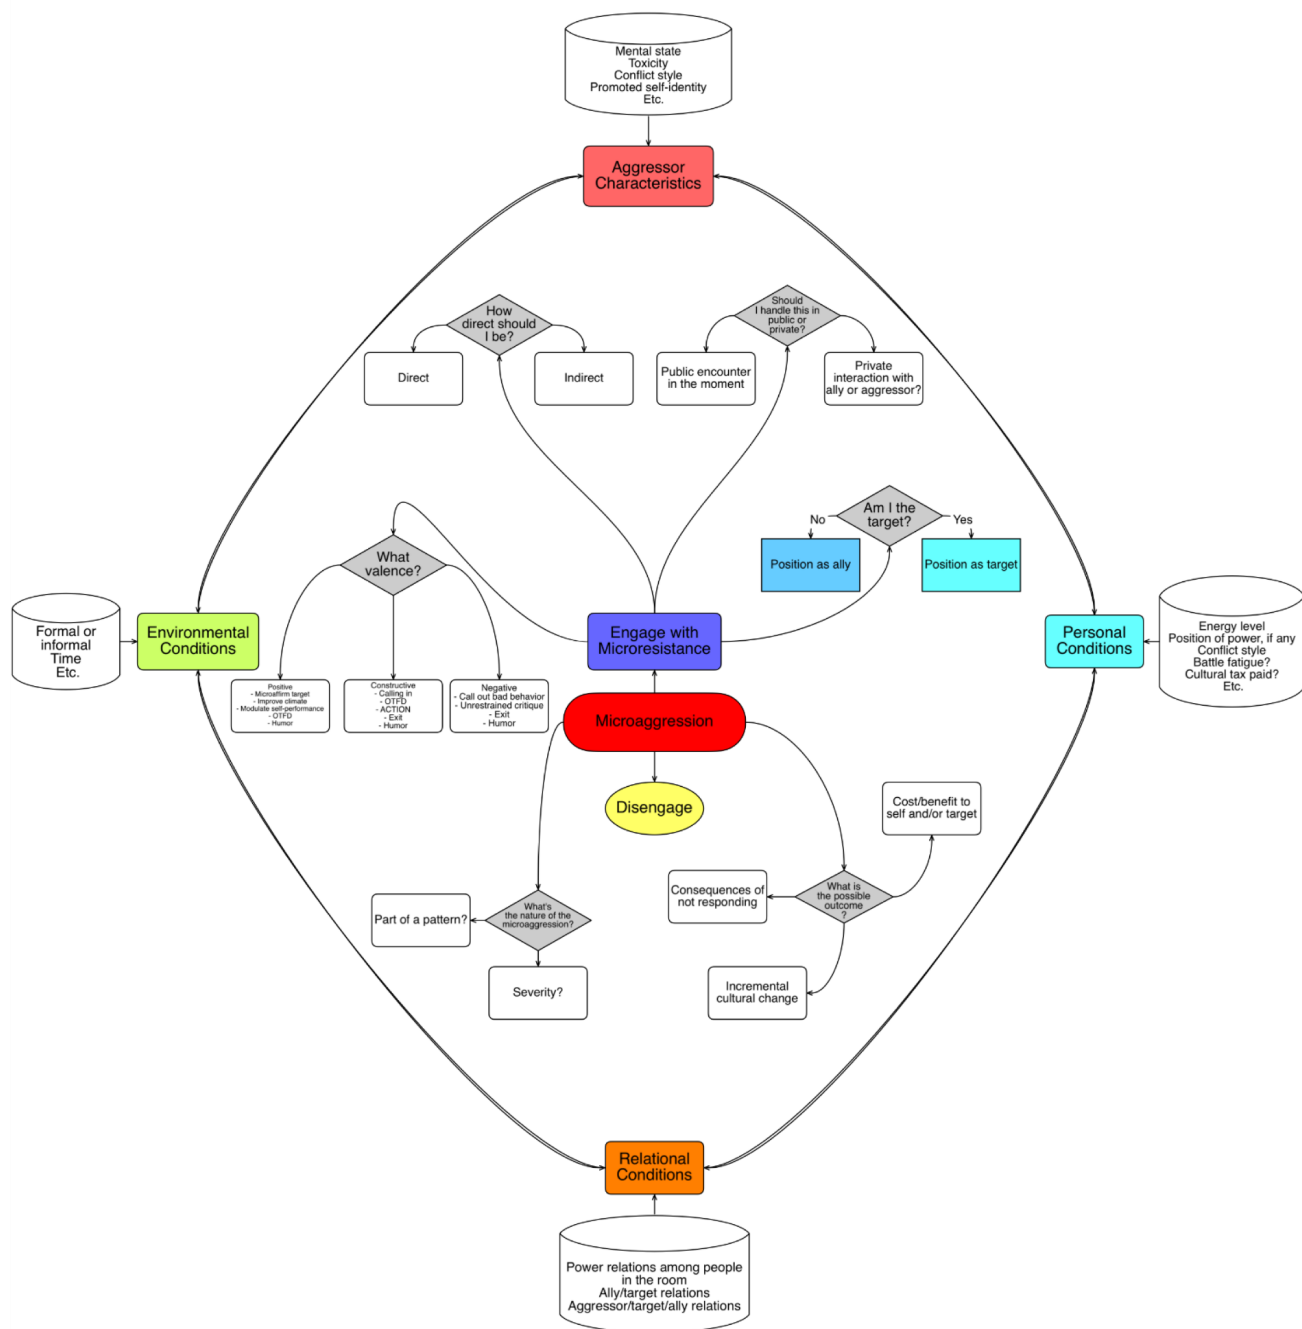 Mental state
Toxicity
Conflict style
Promoted self-identity
Etc.
Aggressor
Characteristics
How
direct should
I be?
Direct
Indirect
Should
I handle this in
public or
private?
Public encounter
in the moment
Private
interaction with
ally or aggressor?
Am I the
target?
No
Yes
Position as ally
Position as target
What
valence?
Positive
- Microaffirm target
- Improve climate
- Modulate self-performance
- OTFD
- Humor
Constructive
- Calling in
- OTFD
- ACTION
- Exit
- Humor
Negative
- Call out bad behavior
- Unrestrained critique
- Exit
- Humor
Formal or
informal
Time
Etc.
Environmental
Conditions
Engage with
Microresistance
Personal
Conditions
Energy level
Position of power, if any
Conflict style
Battle fatigue?
Cultural tax paid?
Etc.
Microaggression
Disengage
Cost/benefit to
self and/or target
What is
the possible
outcome
?
Consequences of
not responding
Incremental
cultural change
What's
the nature of the
microaggression?
Part of a pattern?
Severity?
Relational
Conditions
Power relations among people
in the room
Ally/target relations
Aggressor/target/ally relations